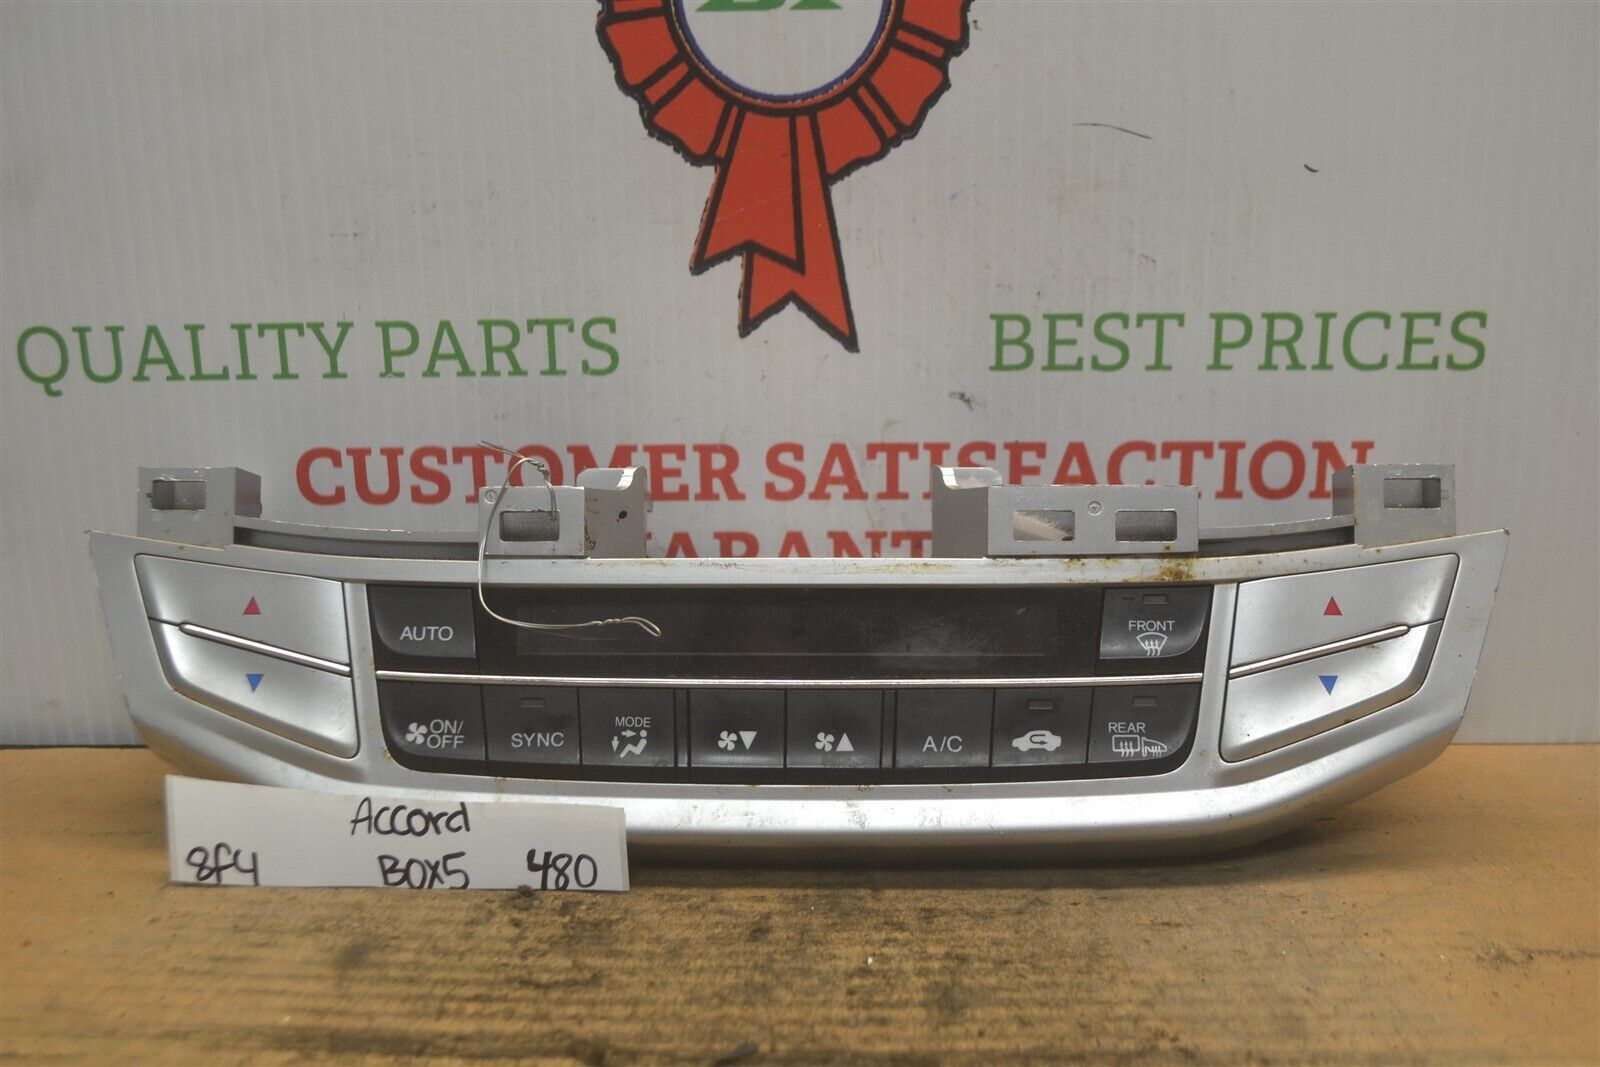 QUALITY PARTS
BEST PRICES
CUSTOMER SATISFACTION
AUTO
FRONT
ON/
OFF
SYNC
MODE
A/C
REAR
Accord
8f4 BOX5 480